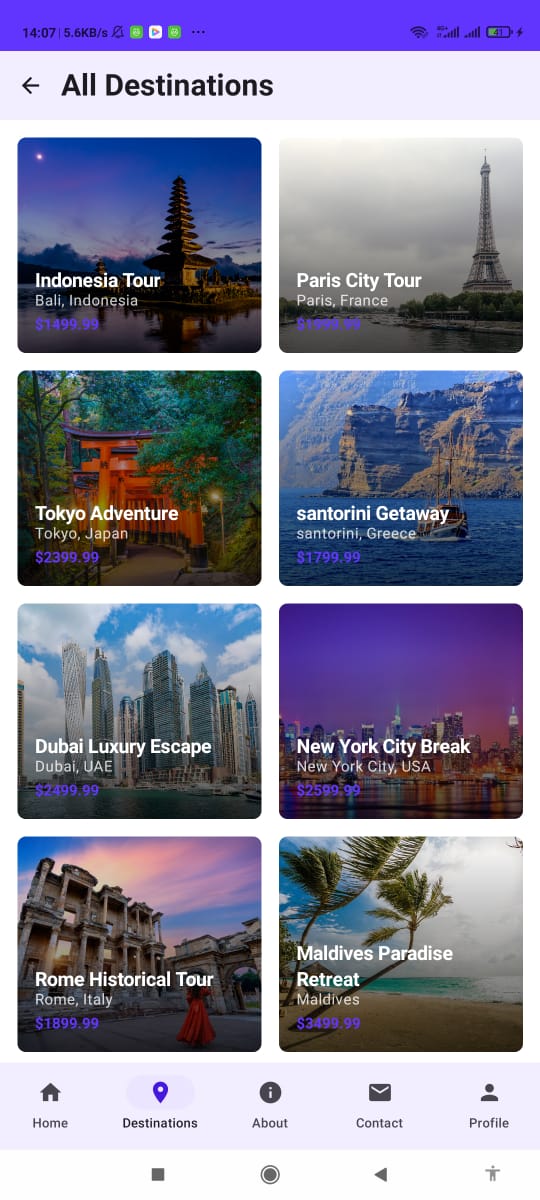 14:07 5.6KB/s
4G+
41
All Destinations
Indonesia Tour
Bali, Indonesia
$1499.99
Paris City Tour
Paris, France
Tokyo Adventure
Tokyo, Japan
$2399.99
santorini Getaway
santorini, Greece
$1799.99
Dubai Luxury Escape
Dubai, UAE
$2499.99
New York City Break
New York City, USA
$2599.99
Rome Historical Tour
Rome, Italy
$1899.99
Maldives Paradise
Retreat
Maldives
$3499.99
Home
Destinations
About
Contact
Profile